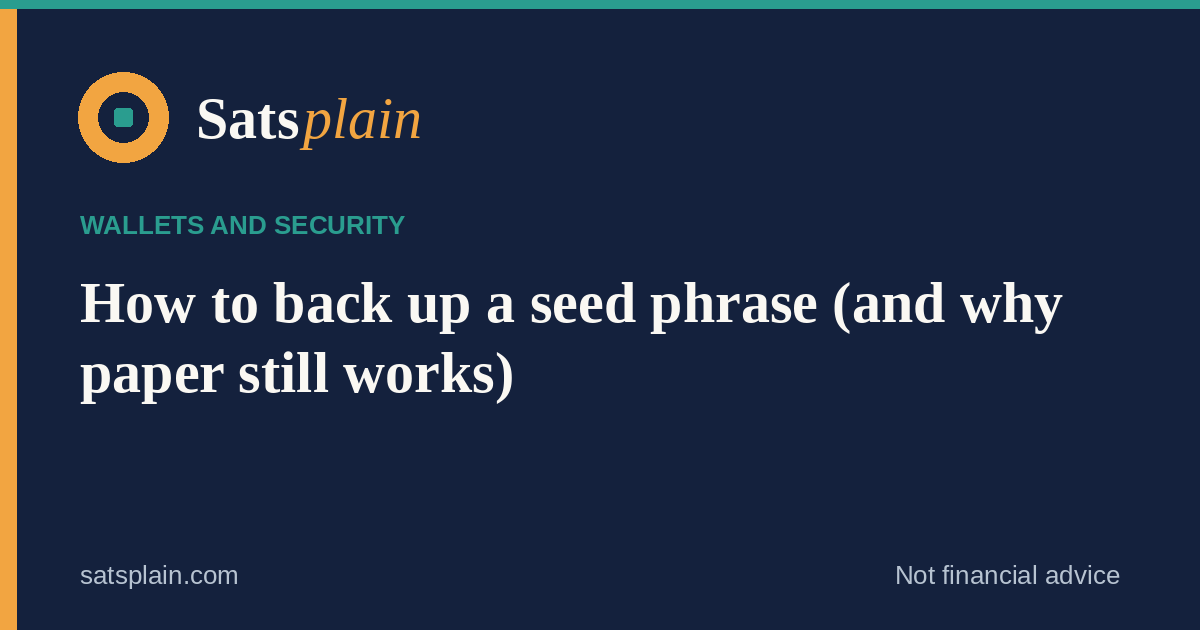 Satsplain
WALLETS AND SECURITY
How to back up a seed phrase (and why
paper still works)
satsplain.com
Not financial advice